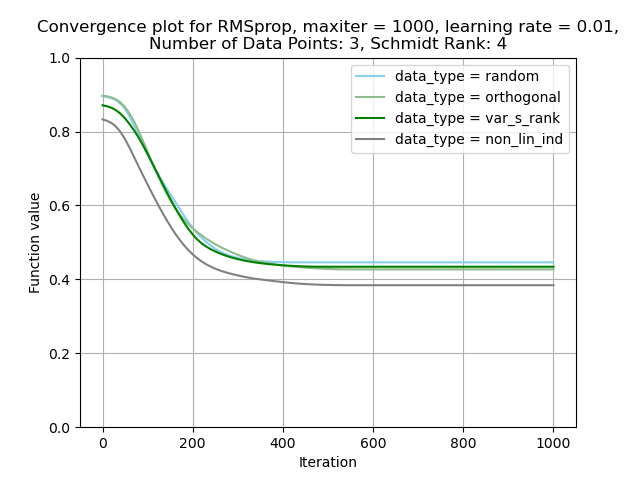 Convergence plot for RMSprop, maxiter = 1000, learning rate = 0.01,
Number of Data Points: 3, Schmidt Rank: 4
1.0
0.8
0.6
0.4
0.2
0.0
Function value
data_type = random
data_type = orthogonal
data_type = var_s_rank
data_type = non_lin_ind
0 200 400 600 800 1000
Iteration